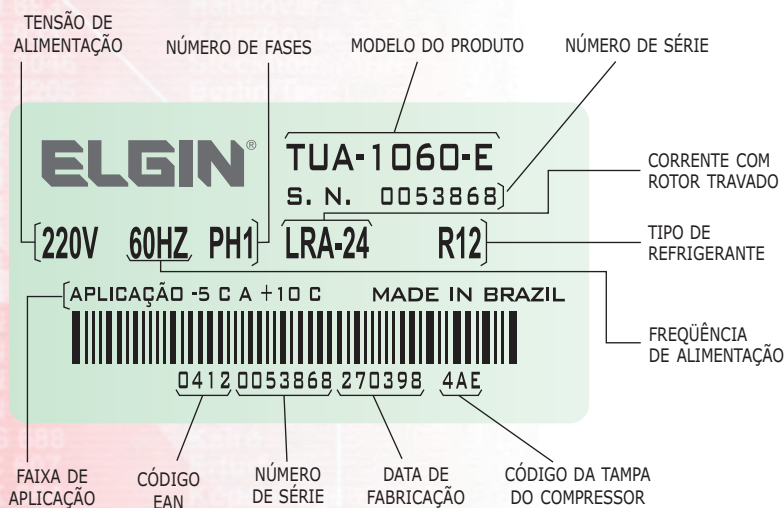 TENSÃO DE
ALIMENTAÇÃO
NÚMERO DE FASES
MODELO DO PRODUTO
NÚMERO DE SÉRIE
ELGIN®
TUA-1060-E
S. N. 0053868
CORRENTE COM
ROTOR TRAVADO
220V 60HZ PH1 LRA-24 R12
TIPO DE
REFRIGERANTE
APLICAÇÃO -5 C A +10 C MADE IN BRAZIL
FREQÜÊNCIA
DE ALIMENTAÇÃO
0412 0053868 270398 4AE
FAIXA DE
APLICAÇÃO
CÓDIGO
EAN
NÚMERO
DE SÉRIE
DATA DE
FABRICAÇÃO
CÓDIGO DA TAMPA
DO COMPRESSOR